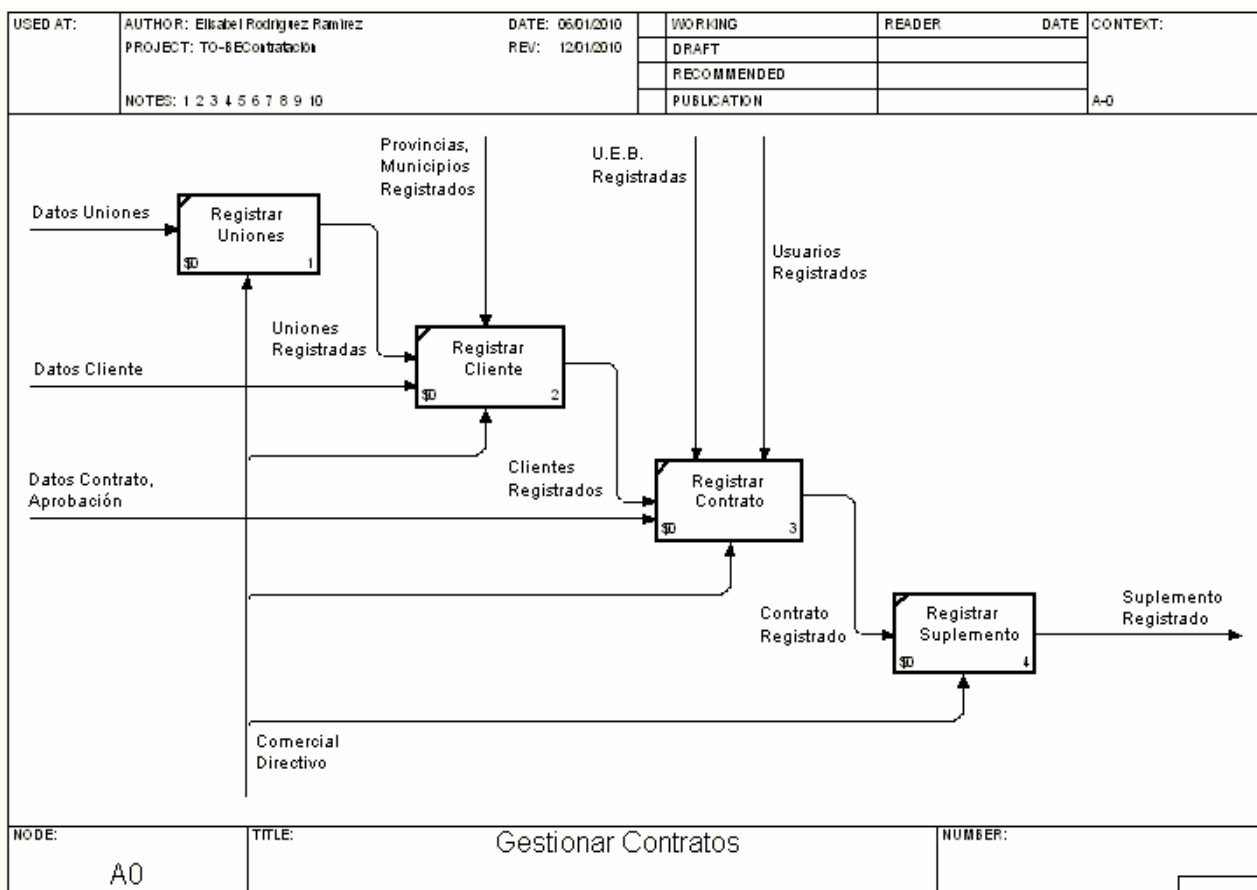 USED AT:
AUTHOR: Elisabel Rodriguez Ramirez
DATE: 06/01/2010
WORKING
READER
DATE
CONTEXT:
PROJECT: TO-BEContratación
REV: 12/01/2010
DRAFT
RECOMMENDED
NOTES: 1 2 3 4 5 6 7 8 9 10
PUBLICATION
A-0
Provincias,
Municipios
Registrados
U.E.B.
Registradas
Datos Uniones
Registrar
Uniones
$0
1
Usuarios
Registrados
Uniones
Registradas
Registrar
Cliente
$0
2
Datos Cliente
Datos Contrato,
Aprobación
Clientes
Registrados
Registrar
Contrato
$0
3
Contrato
Registrado
Registrar
Suplemento
$0
4
Suplemento
Registrado
Comercial
Directivo
NODE:
A0
TITLE:
Gestionar Contratos
NUMBER: